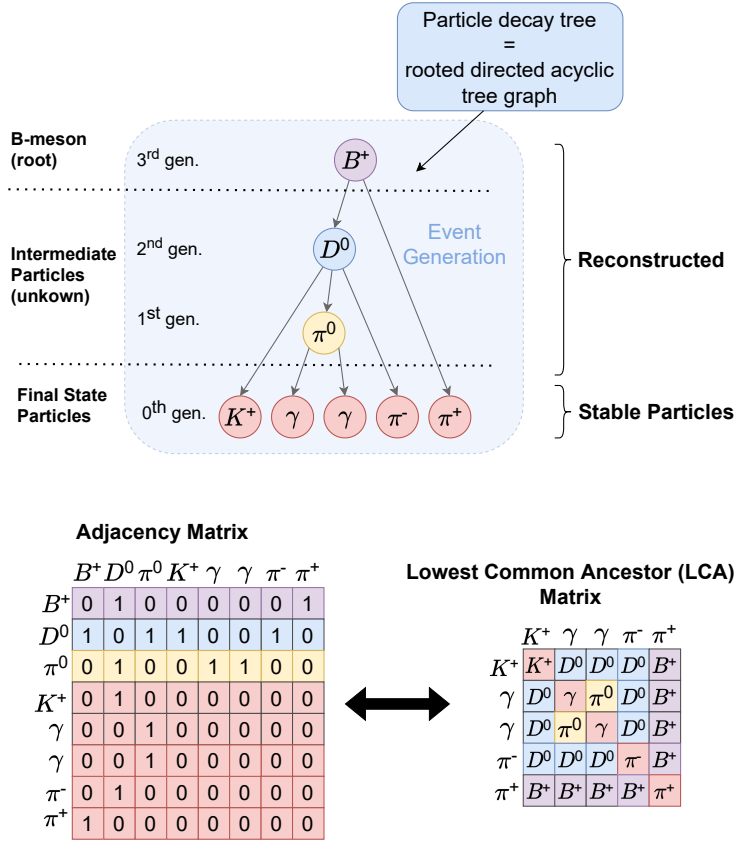 Particle decay tree
=
rooted directed acyclic
tree graph
B-meson
(root)
3rd gen.
B+
Intermediate
Particles
(unkown)
2nd gen.
D0
Event
Generation
Reconstructed
1st gen.
π0
Final State
Particles
0th gen.
K+ γ γ π- π+
Stable Particles
Adjacency Matrix
B+ D0 π0 K+ γ γ π- π+
B+ 0 1 0 0 0 0 0 1
D0 1 0 1 1 0 0 1 0
π0 0 1 0 0 1 1 0 0
K+ 0 1 0 0 0 0 0 0
γ 0 0 1 0 0 0 0 0
γ 0 0 1 0 0 0 0 0
π- 0 1 0 0 0 0 0 0
π+ 1 0 0 0 0 0 0 0
Lowest Common Ancestor (LCA)
Matrix
K+ γ γ π- π+
K+ K+ D0 D0 D0 B+
γ D0 γ π0 D0 B+
γ D0 π0 γ D0 B+
π- D0 D0 D0 π- B+
π+ B+ B+ B+ B+ π+